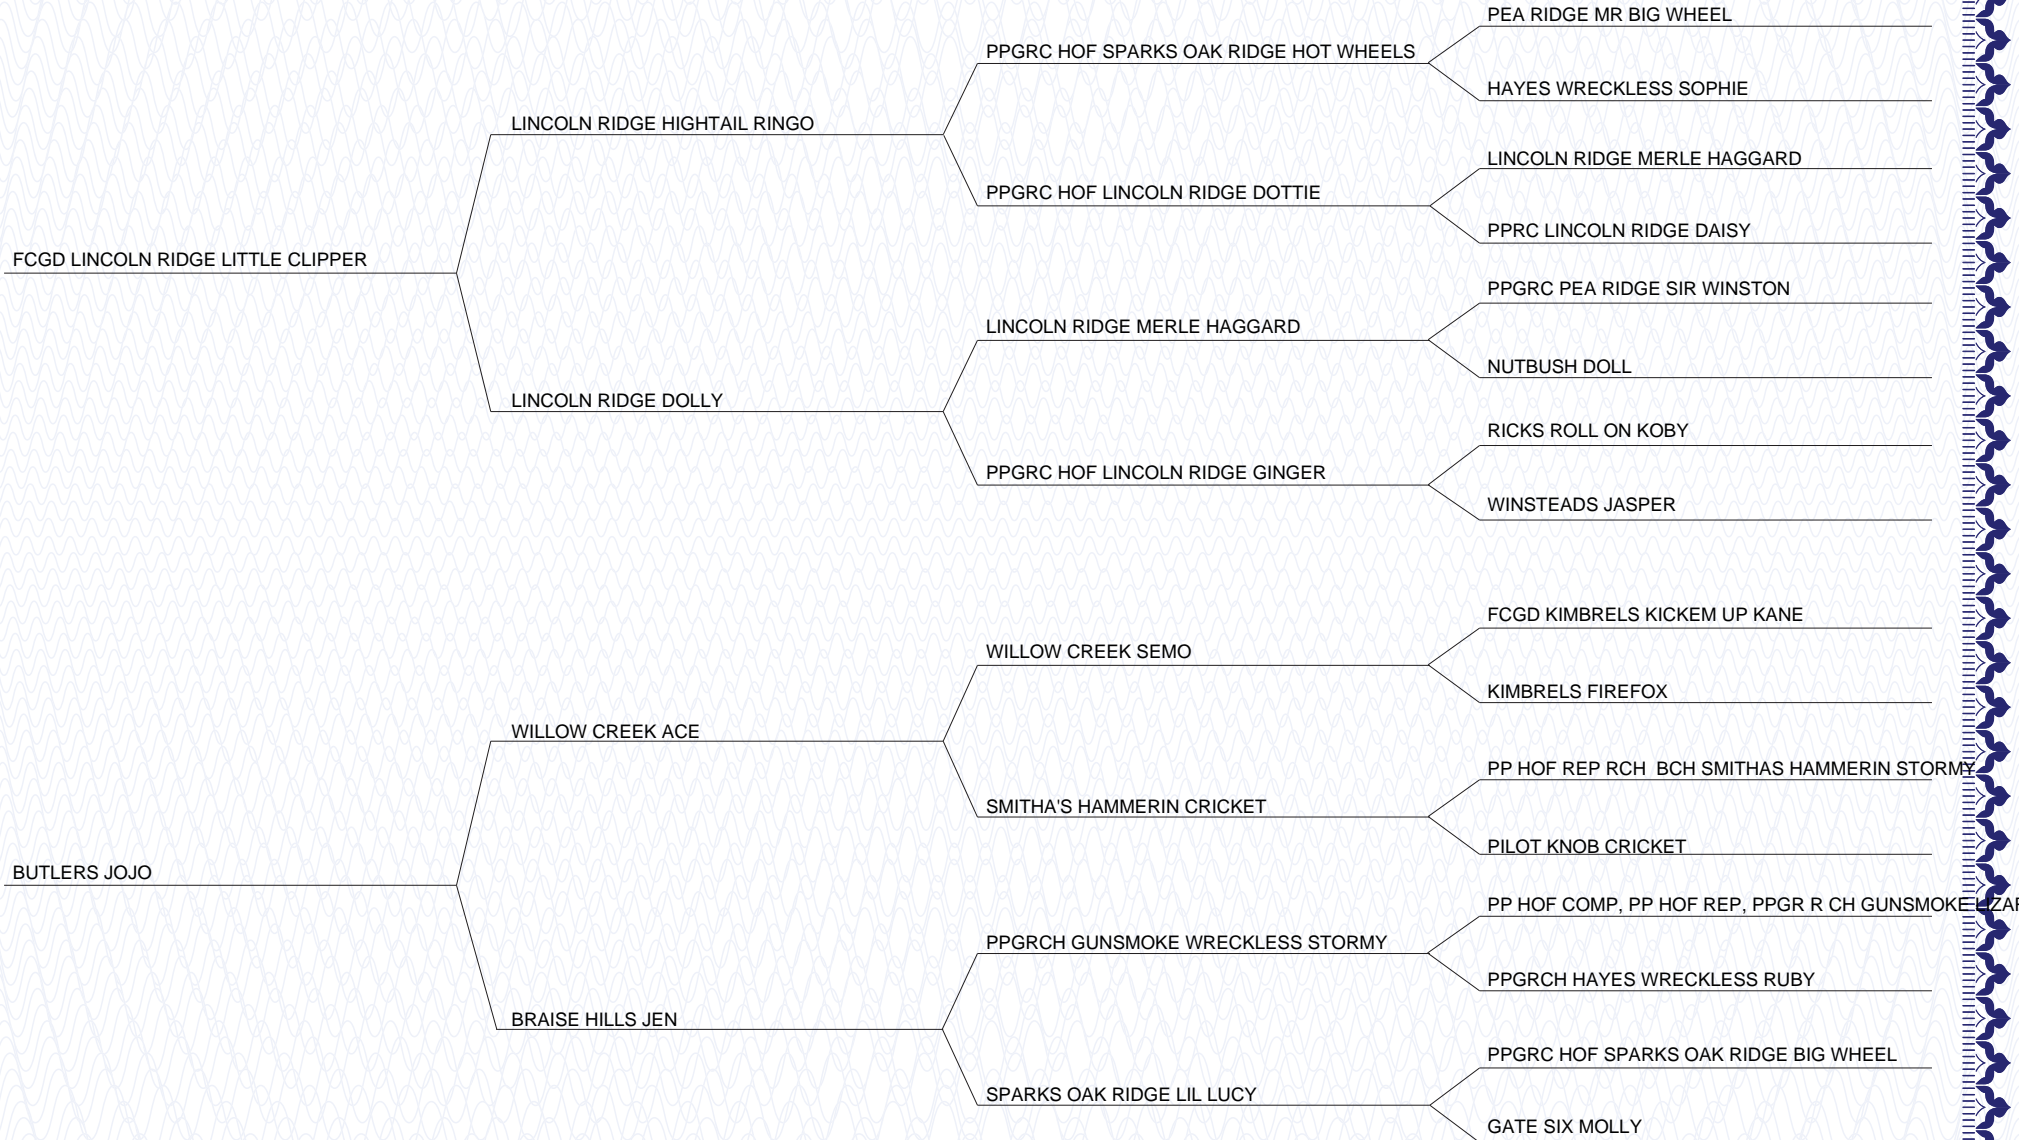 PEA RIDGE MR BIG WHEEL
PPGRC HOF SPARKS OAK RIDGE HOT WHEELS
HAYES WRECKLESS SOPHIE
LINCOLN RIDGE HIGHTAIL RINGO
LINCOLN RIDGE MERLE HAGGARD
PPGRC HOF LINCOLN RIDGE DOTTIE
PPRC LINCOLN RIDGE DAISY
FCGD LINCOLN RIDGE LITTLE CLIPPER
PPGRC PEA RIDGE SIR WINSTON
LINCOLN RIDGE MERLE HAGGARD
NUTBUSH DOLL
LINCOLN RIDGE DOLLY
RICKS ROLL ON KOBY
PPGRC HOF LINCOLN RIDGE GINGER
WINSTEADS JASPER
FCGD KIMBRELS KICKEM UP KANE
WILLOW CREEK SEMO
KIMBRELS FIREFOX
WILLOW CREEK ACE
PP HOF REP RCH  BCH SMITHAS HAMMERIN STORMY
SMITHA'S HAMMERIN CRICKET
PILOT KNOB CRICKET
BUTLERS JOJO
PP HOF COMP, PP HOF REP, PPGR R CH GUNSMOKE
PPGRCH GUNSMOKE WRECKLESS STORMY
PPGRCH HAYES WRECKLESS RUBY
BRAISE HILLS JEN
PPGRC HOF SPARKS OAK RIDGE BIG WHEEL
SPARKS OAK RIDGE LIL LUCY
GATE SIX MOLLY